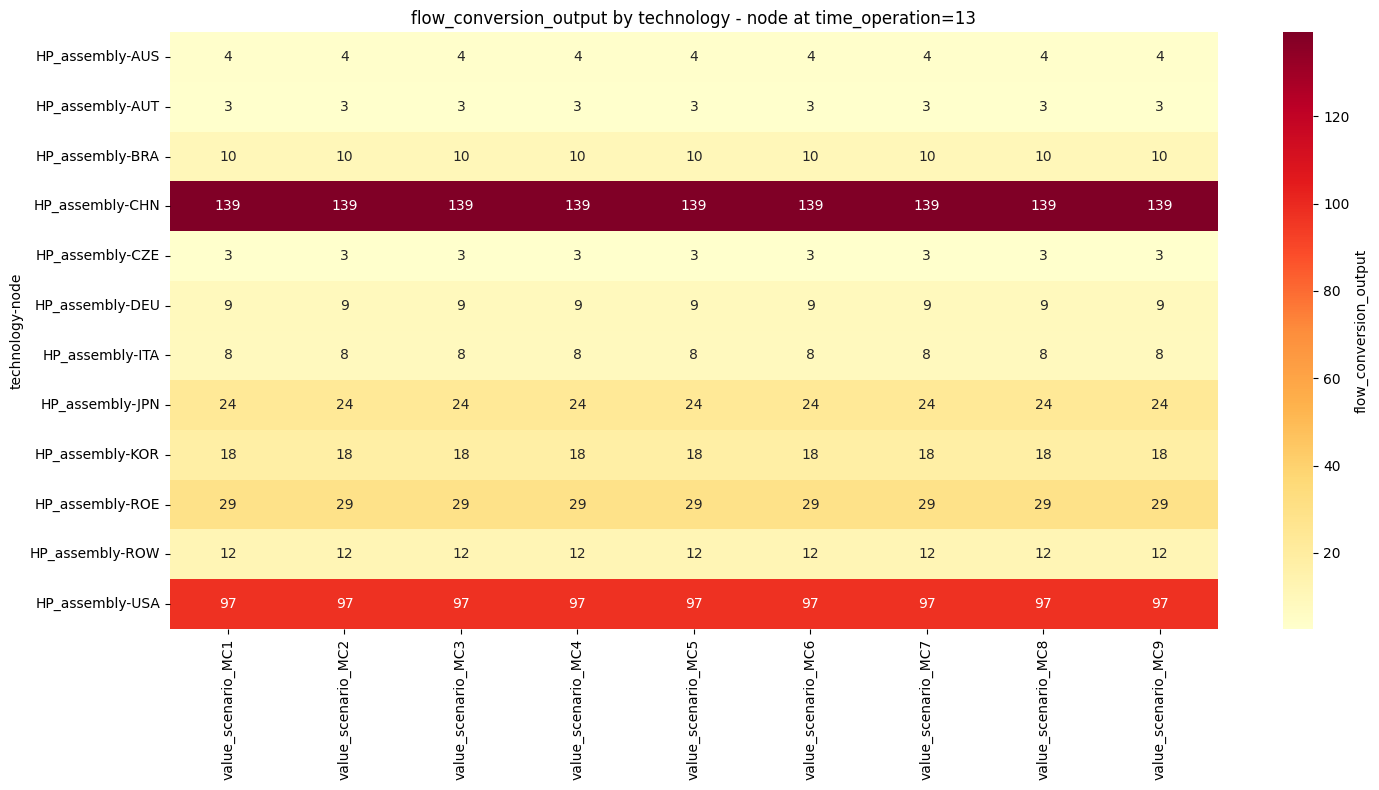 flow_conversion_output by technology - node at time_operation=13
technology-node
HP_assembly-AUS 4 4 4 4 4 4 4 4 4
HP_assembly-AUT 3 3 3 3 3 3 3 3 3
HP_assembly-BRA 10 10 10 10 10 10 10 10 10
HP_assembly-CHN 139 139 139 139 139 139 139 139 139
HP_assembly-CZE 3 3 3 3 3 3 3 3 3
HP_assembly-DEU 9 9 9 9 9 9 9 9 9
HP_assembly-ITA 8 8 8 8 8 8 8 8 8
HP_assembly-JPN 24 24 24 24 24 24 24 24 24
HP_assembly-KOR 18 18 18 18 18 18 18 18 18
HP_assembly-ROE 29 29 29 29 29 29 29 29 29
HP_assembly-ROW 12 12 12 12 12 12 12 12 12
HP_assembly-USA 97 97 97 97 97 97 97 97 97
value_scenario_MC1
value_scenario_MC2
value_scenario_MC3
value_scenario_MC4
value_scenario_MC5
value_scenario_MC6
value_scenario_MC7
value_scenario_MC8
value_scenario_MC9
120
100
80
60
40
20
flow_conversion_output